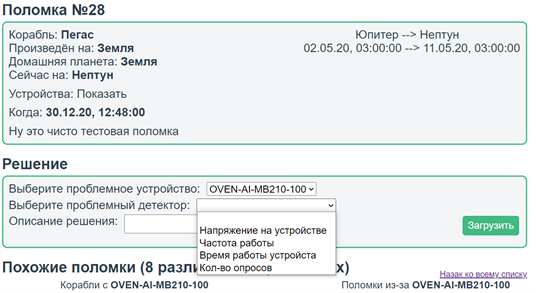 Поломка №28
Корабль: Пегас
Юпитер --> Нептун
Произведён на: Земля
02.05.20, 03:00:00 --> 11.05.20, 03:00:00
Домашняя планета: Земля
Сейчас на: Нептун
Устройства: Показать
Когда: 30.12.20, 12:48:00
Ну это чисто тестовая поломка
Решение
Выберите проблемное устройство: OVEN-AI-MB210-100
Выберите проблемный детектор:
Описание решения:
Напряжение на устройстве
Частота работы
Время работы устройста
Кол-во опросов
Загрузить
Похожие поломки (8 разли х)
Назак ко всему списку
Корабли с OVEN-AI-MB210-100
Поломки из-за OVEN-AI-MB210-100